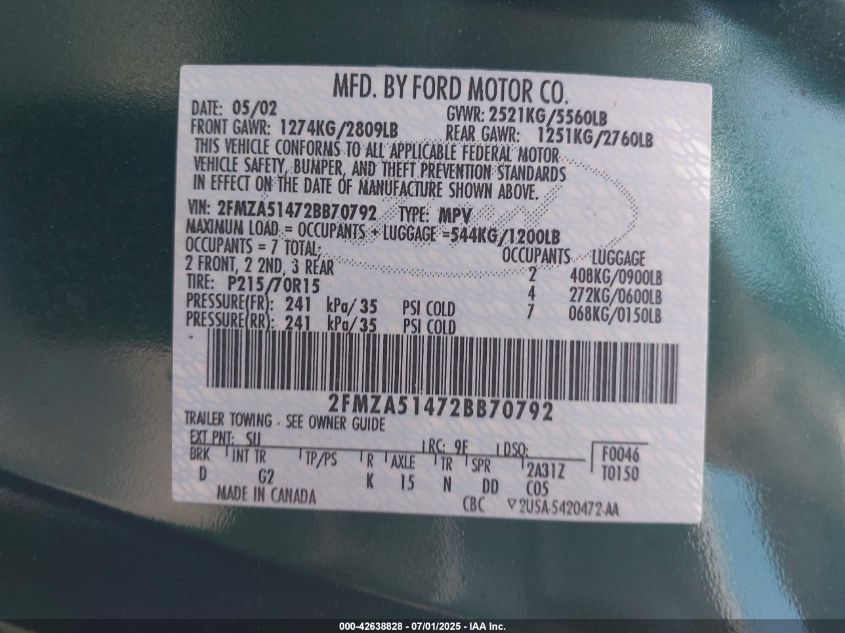 MFD. BY FORD MOTOR CO.
DATE: 05/02 GVWR: 2521KG/5560LB
FRONT GAWR: 1274KG/2809LB REAR GAWR: 1251KG/2760LB
THIS VEHICLE CONFORMS TO ALL APPLICABLE FEDERAL MOTOR
VEHICLE SAFETY, BUMPER, AND THEFT PREVENTION STANDARDS
IN EFFECT ON THE DATE OF MANUFACTURE SHOWN ABOVE.
VIN: 2FMZA51472BB70792 TYPE: MPV
MAXIMUM LOAD = OCCUPANTS + LUGGAGE =544KG/1200LB
OCCUPANTS = 7 TOTAL: OCCUPANTS LUGGAGE
2 FRONT, 2 2ND, 3 REAR 2 408KG/0900LB
TIRE: P215/70R15 4 272KG/0600LB
PRESSURE(FR): 241 kPa/35 PSI COLD 7 068KG/0150LB
PRESSURE(RR): 241 kPa/35 PSI COLD
2FMZA51472BB70792
TRAILER TOWING - SEE OWNER GUIDE
EXT PNT: SU RC: 9F DSO: F0046
BRK INT TR TP/PS R AXLE TR SPR 2A31Z T0150
D G2 K 15 N DD C05
MADE IN CANADA CBC 2USA-5420472-AA
000-42638828 - 07/01/2025 - IAA Inc.